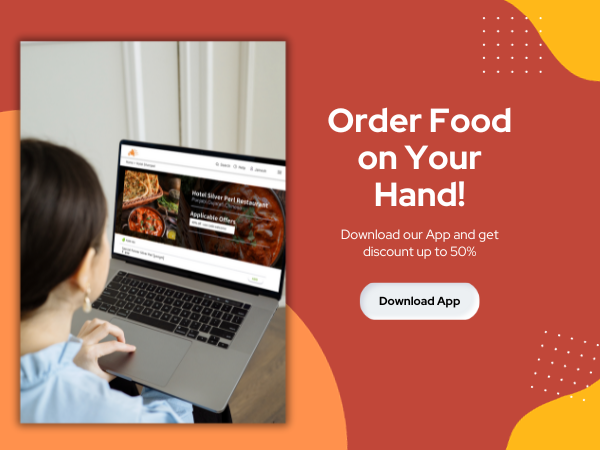 Hotel Silver Perl Restaurant
Applicable Offers
Order Food
on Your
Hand!
Download our App and get
discount up to 50%
Download App